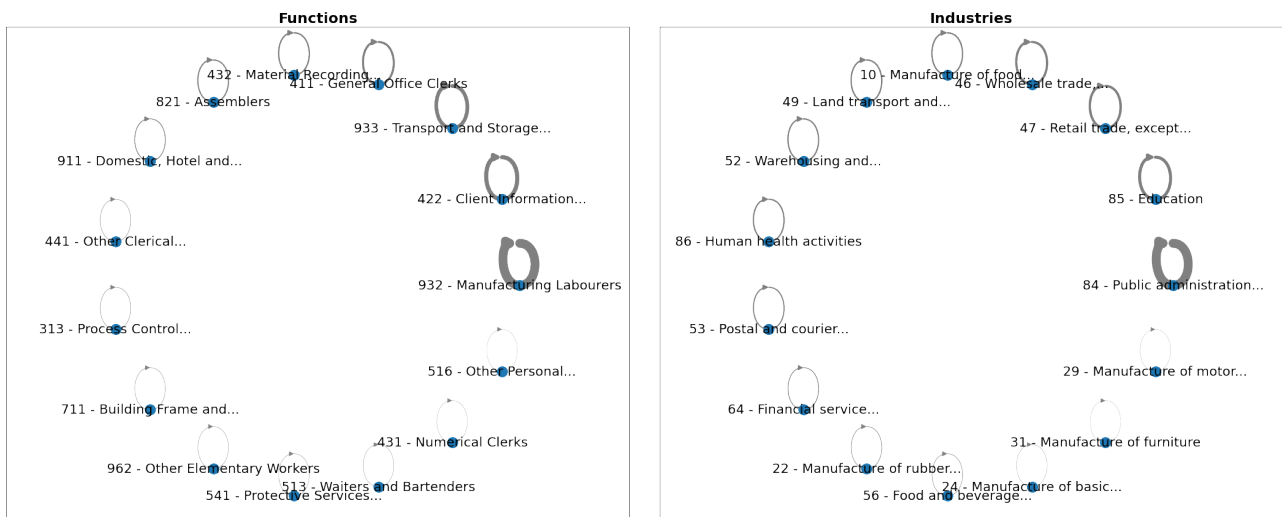 Functions
432 - Material Recording...
411 - General Office Clerks
821 - Assemblers
933 - Transport and Storage...
911 - Domestic, Hotel and...
422 - Client Information...
441 - Other Clerical...
932 - Manufacturing Labourers
313 - Process Control...
516 - Other Personal...
711 - Building Frame and...
431 - Numerical Clerks
962 - Other Elementary Workers
513 - Waiters and Bartenders
541 - Protective Services...
Industries
10 - Manufacture of food...
46 - Wholesale trade,...
49 - Land transport and...
47 - Retail trade, except...
52 - Warehousing and...
85 - Education
86 - Human health activities
84 - Public administration...
53 - Postal and courier...
29 - Manufacture of motor...
64 - Financial service...
31 - Manufacture of furniture
22 - Manufacture of rubber...
24 - Manufacture of basic...
56 - Food and beverage...